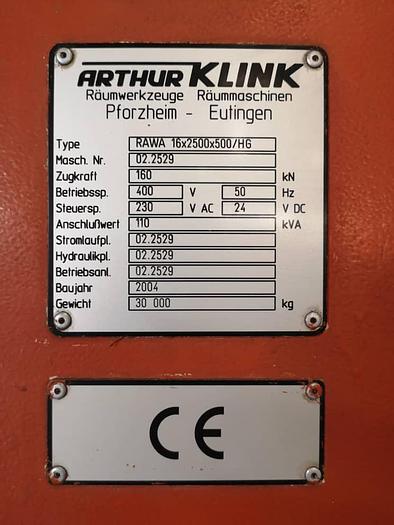 ARTHUR KLINK
Räumwerkzeuge Räummaschinen
Pforzheim - Eutingen
Type RAWA 16x2500x500/HG
Masch. Nr. 02.2529
Zugkraft 160 kN
Betriebssp. 400 V 50 Hz
Steuersp. 230 V AC 24 V DC
Anschlußwert 110 kVA
Stromlaufpl. 02.2529
Hydraulikpl. 02.2529
Betriebsanl. 02.2529
Baujahr 2004
Gewicht 30 000 kg
CE